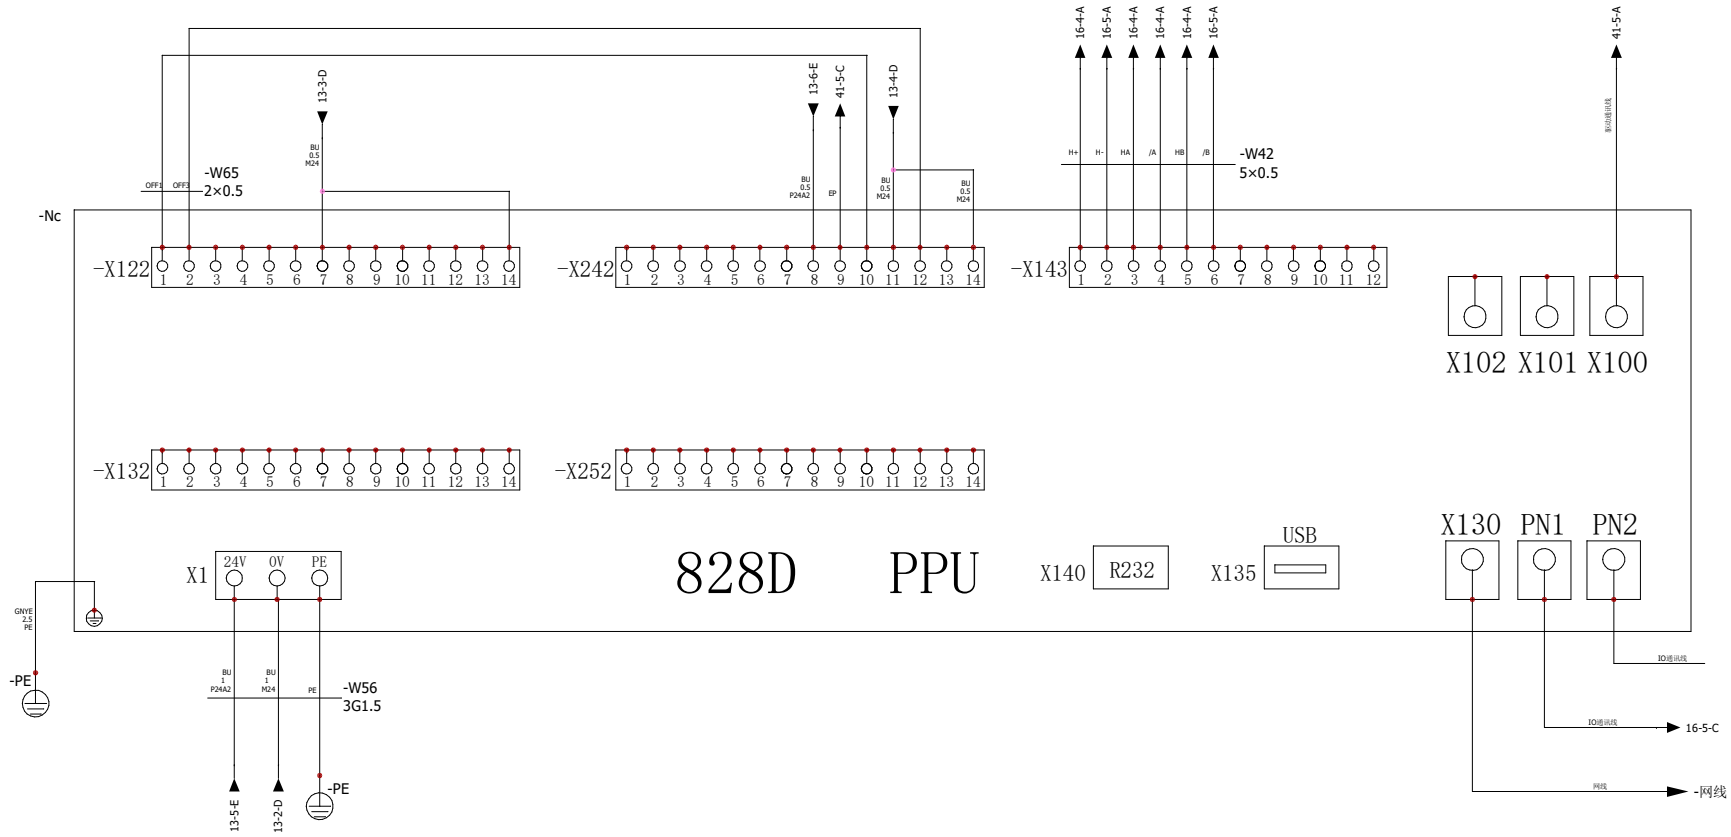 16-4-A
16-5-A
16-4-A
16-4-A
16-4-A
16-5-A
41-5-A
13-3-D
13-6-E
41-5-C
13-4-D
驱动通讯线
BU
0.5
M24
OFF1 OFF3
-W65
2×0.5
BU
0.5
P24A2
EP
BU
0.5
M24
BU
0.5
M24
H+ H- HA /A HB /B
-W42
5×0.5
-Nc
-X122
1 2 3 4 5 6 7 8 9 10 11 12 13 14
-X242
1 2 3 4 5 6 7 8 9 10 11 12 13 14
-X143
1 2 3 4 5 6 7 8 9 10 11 12
X102 X101 X100
-X132
1 2 3 4 5 6 7 8 9 10 11 12 13 14
-X252
1 2 3 4 5 6 7 8 9 10 11 12 13 14
X130 PN1 PN2
X1
24V 0V PE
828D PPU
X140 R232
X135
USB
GNYE
2.5
PE
-PE
BU
1
P24A2
BU
1
M24
PE
-W56
3G1.5
13-5-E
13-2-D
-PE
IO通讯线
IO通讯线
16-5-C
网线
-网线